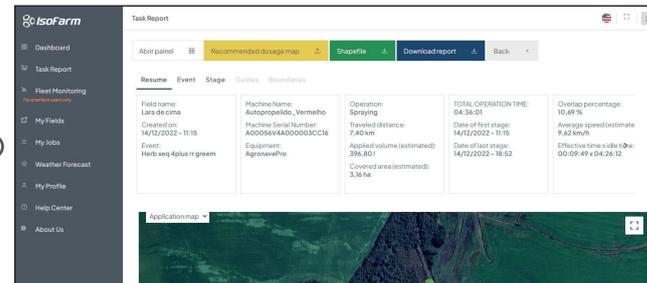 IsoFarm
Task Report
Dashboard
Task Report
Fleet Monitoring
For premium users only
My Fields
My Jobs
Weather Forecast
My Profile
Help Center
About Us
Abrir painel
Recommended dosage map
Shapefile
Download report
Back
Resume Event Stage Guides Boundaries
Field name:
Lara de cima
Created on:
14/12/2022 - 11:15
Event:
Herb seq 4plus rr greem
Machine Name:
Autopropelido_Vermelho
Machine Serial Number:
A00056V4A000003CC16
Equipment:
AgronavePro
Operation:
Spraying
Traveled distance:
7,40 km
Applied volume (estimated):
396,80 l
Covered area (estimated):
3,16 ha
TOTAL OPERATION TIME:
04:36:01
Date of first stage:
14/12/2022 - 11:15
Date of last stage:
14/12/2022 - 18:52
Overlap percentage:
10,69 %
Average speed (estimate
9,62 km/h
Effective time x idle time:
00:09:49 x 04:26:12
Application map